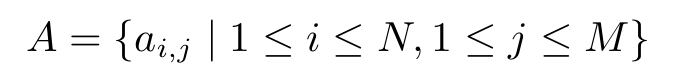 A = {a_{i,j} | 1 ≤ i ≤ N, 1 ≤ j ≤ M}